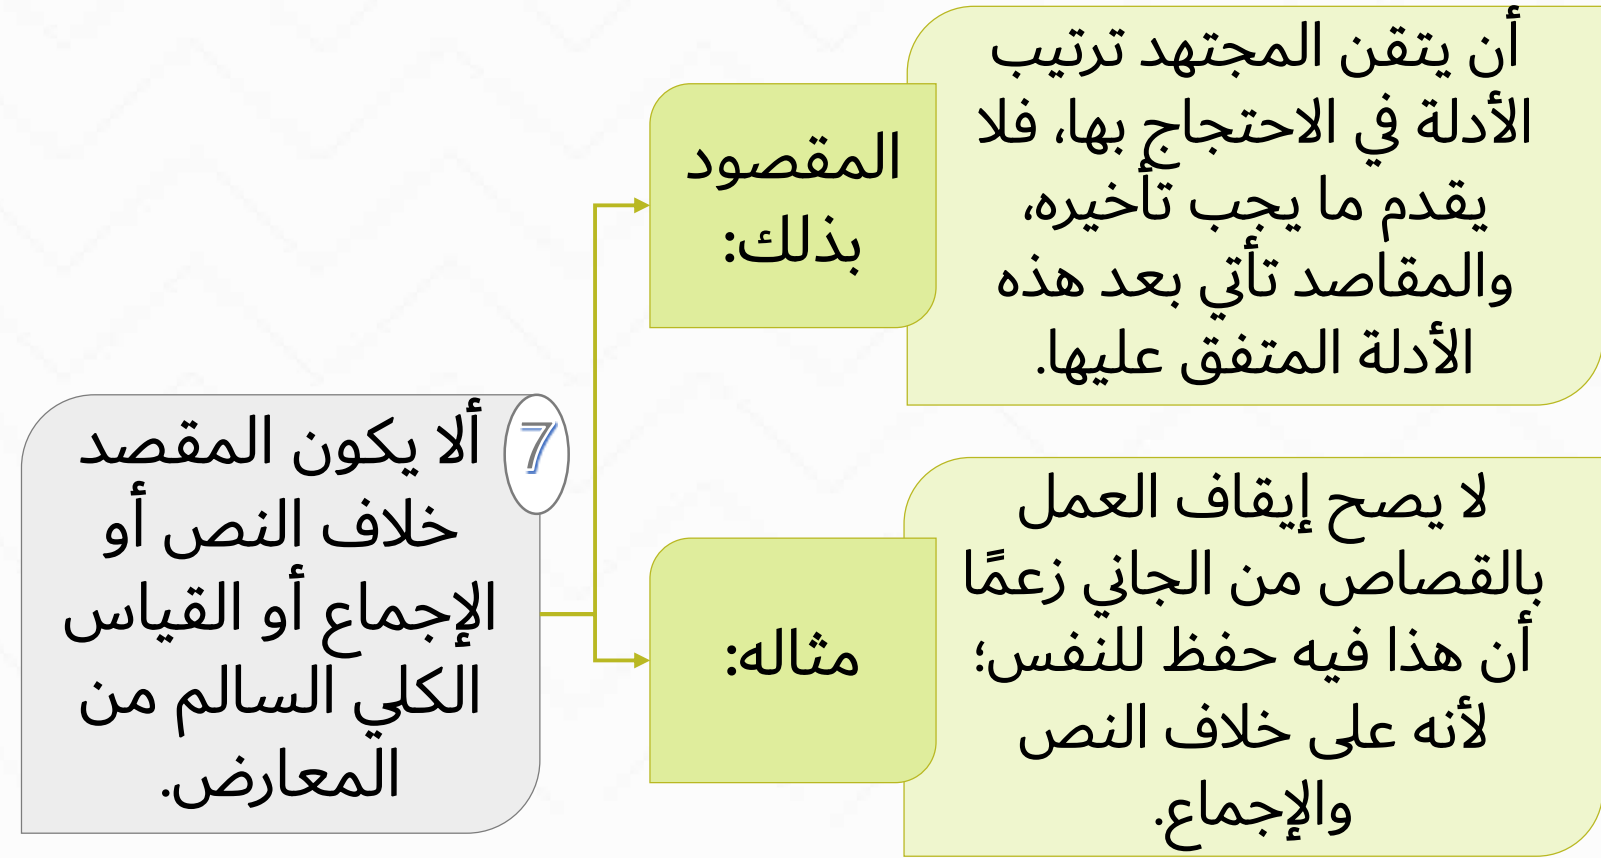 7
ألا يكون المقصد
خلاف النص أو
الإجماع أو القياس
الكلي السالم من
المعارض.
المقصود
بذلك:
أن يتقن المجتهد ترتيب
الأدلة في الاحتجاج بها، فلا
يقدم ما يجب تأخيره،
والمقاصد تأتي بعد هذه
الأدلة المتفق عليها.
مثاله:
لا يصح إيقاف العمل
بالقصاص من الجاني زعمًا
أن هذا فيه حفظ للنفس؛
لأنه على خلاف النص
والإجماع.